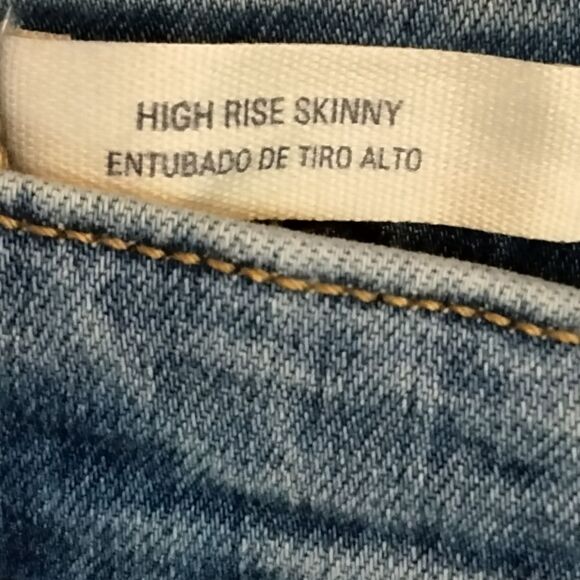 HIGH RISE SKINNY
ENTUBADO DE TIRO ALTO